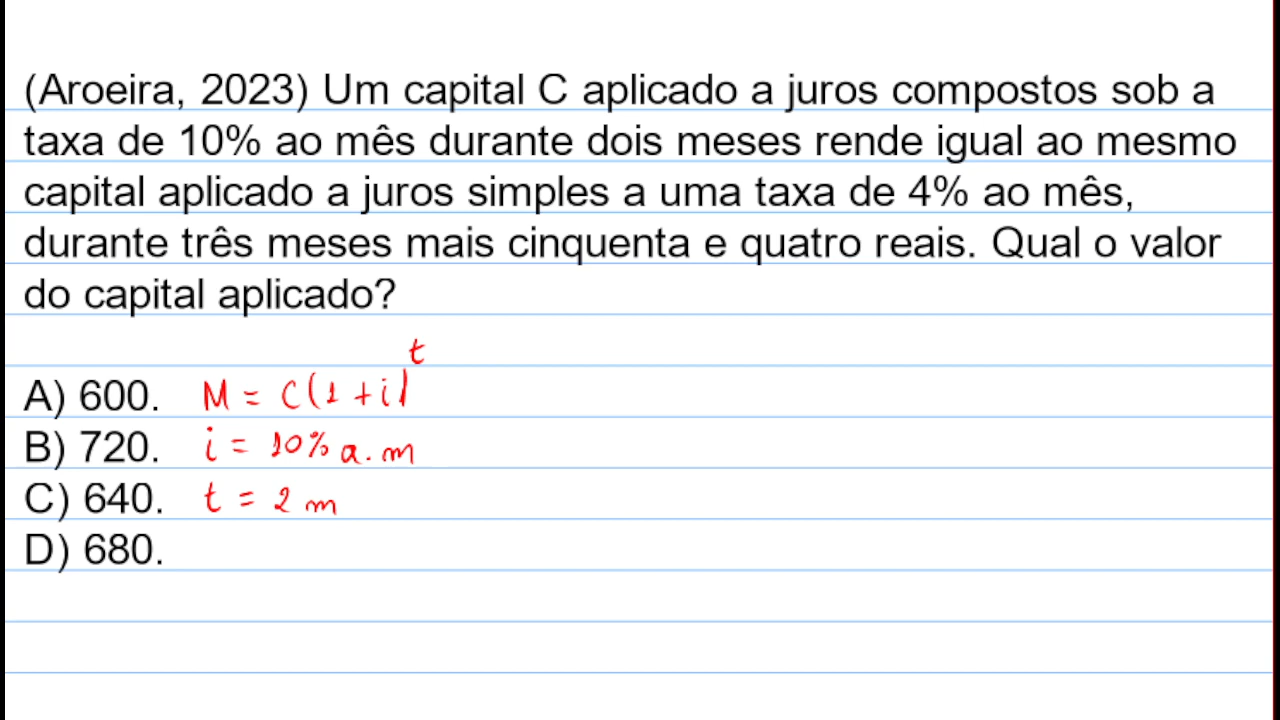 (Aroeira, 2023) Um capital C aplicado a juros compostos sob a
taxa de 10% ao mês durante dois meses rende igual ao mesmo
capital aplicado a juros simples a uma taxa de 4% ao mês,
durante três meses mais cinquenta e quatro reais. Qual o valor
do capital aplicado?
A) 600. M = C(1+i)^t
B) 720. i = 10% a.m
C) 640. t = 2 m
D) 680.